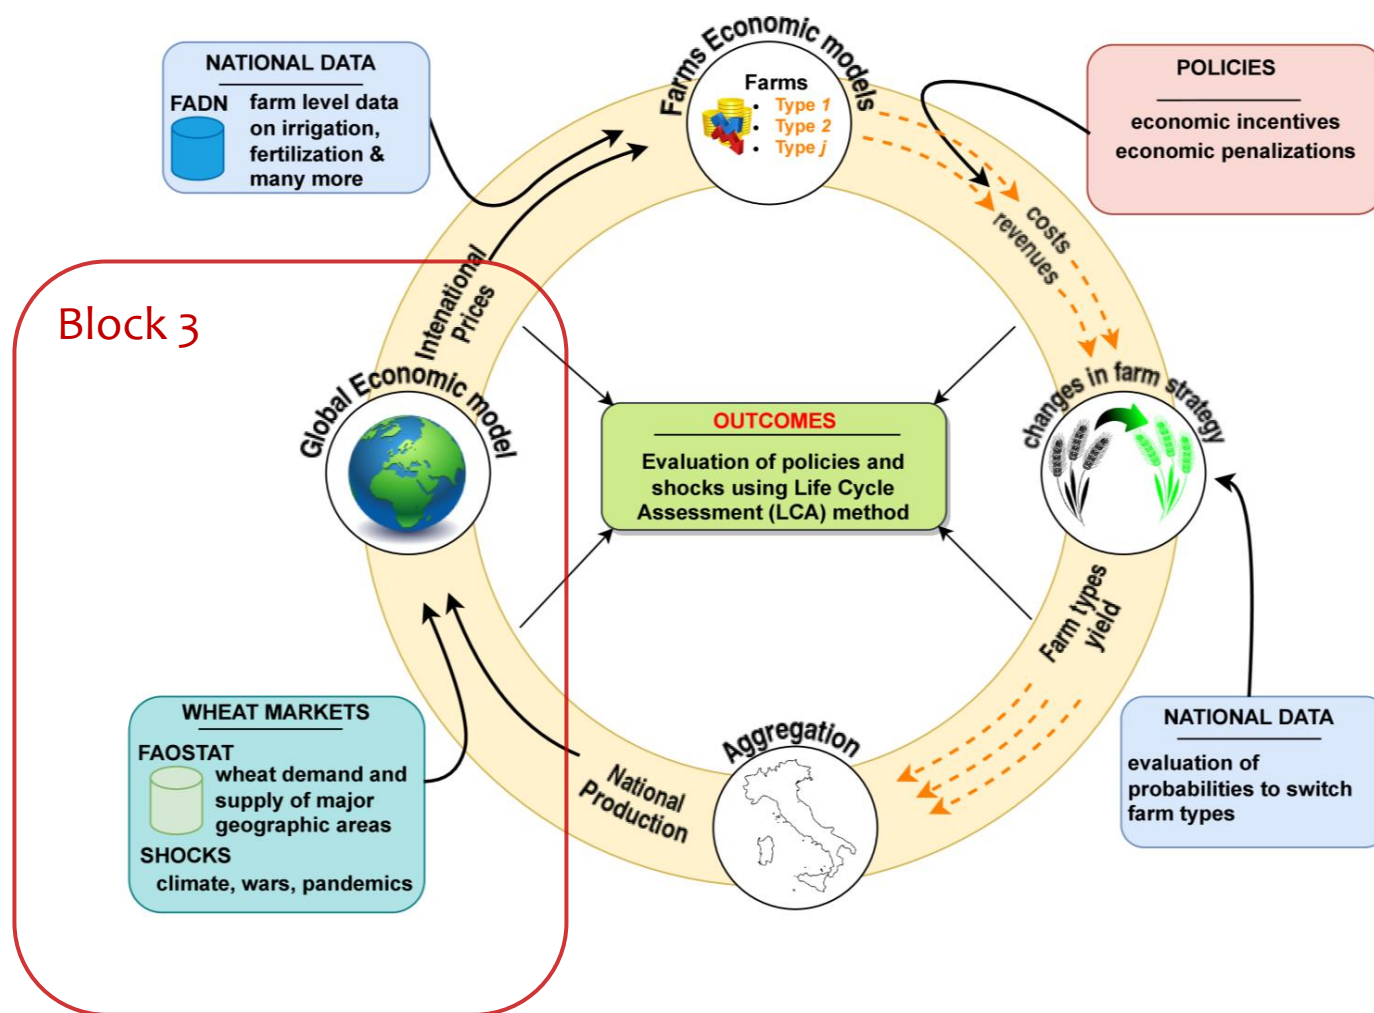 NATIONAL DATA
FADN
farm level data
on irrigation,
fertilization &
many more
Farms Economic models
Farms
• Type 1
• Type 2
• Type j
POLICIES
economic incentives
economic penalizations
costs
revenues
Block 3
Intenational
Prices
Global Economic model
OUTCOMES
Evaluation of policies and
shocks using Life Cycle
Assessment (LCA) method
changes in farm strategy
Farm types
yield
NATIONAL DATA
evaluation of
probabilities to switch
farm types
WHEAT MARKETS
FAOSTAT
wheat demand and
supply of major
geographic areas
SHOCKS
climate, wars, pandemics
National
Production
Aggregation